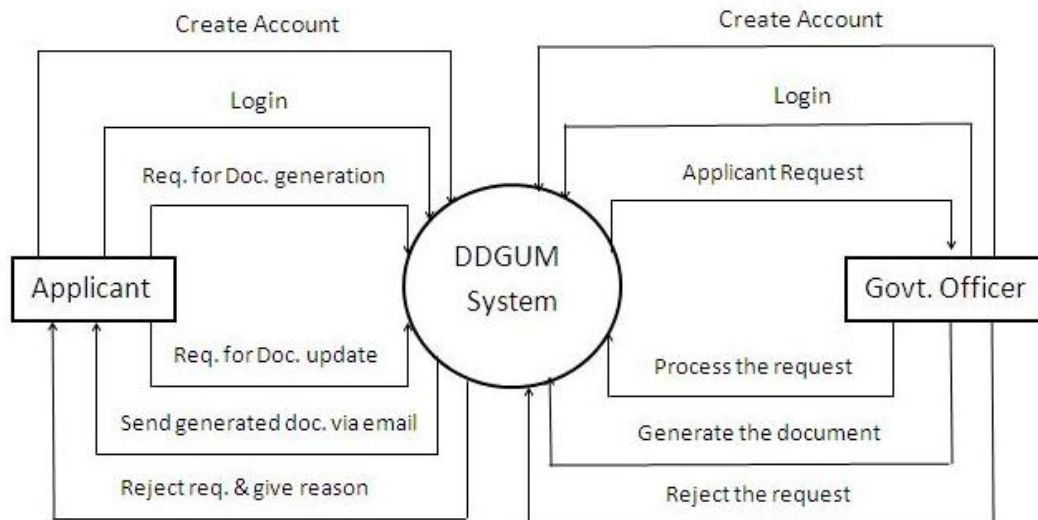 Create Account
Create Account
Login
Login
Req. for Doc. generation
Applicant Request
DDGUM
System
Applicant
Govt. Officer
Req. for Doc. update
Process the request
Send generated doc. via email
Generate the document
Reject req. & give reason
Reject the request